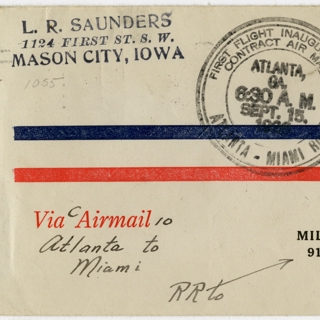 L. R. SAUNDERS
1124 FIRST ST. S. W.
MASON CITY, IOWA
1055
FIRST FLIGHT INAUGU
CONTRACT AIR MA
ATLANTA,
GA.
6:30 A. M.
SEPT. 15.
ATLANTA - MIAMI
Via Airmail 10
Atlanta to
Miami
RR to
MIL
91